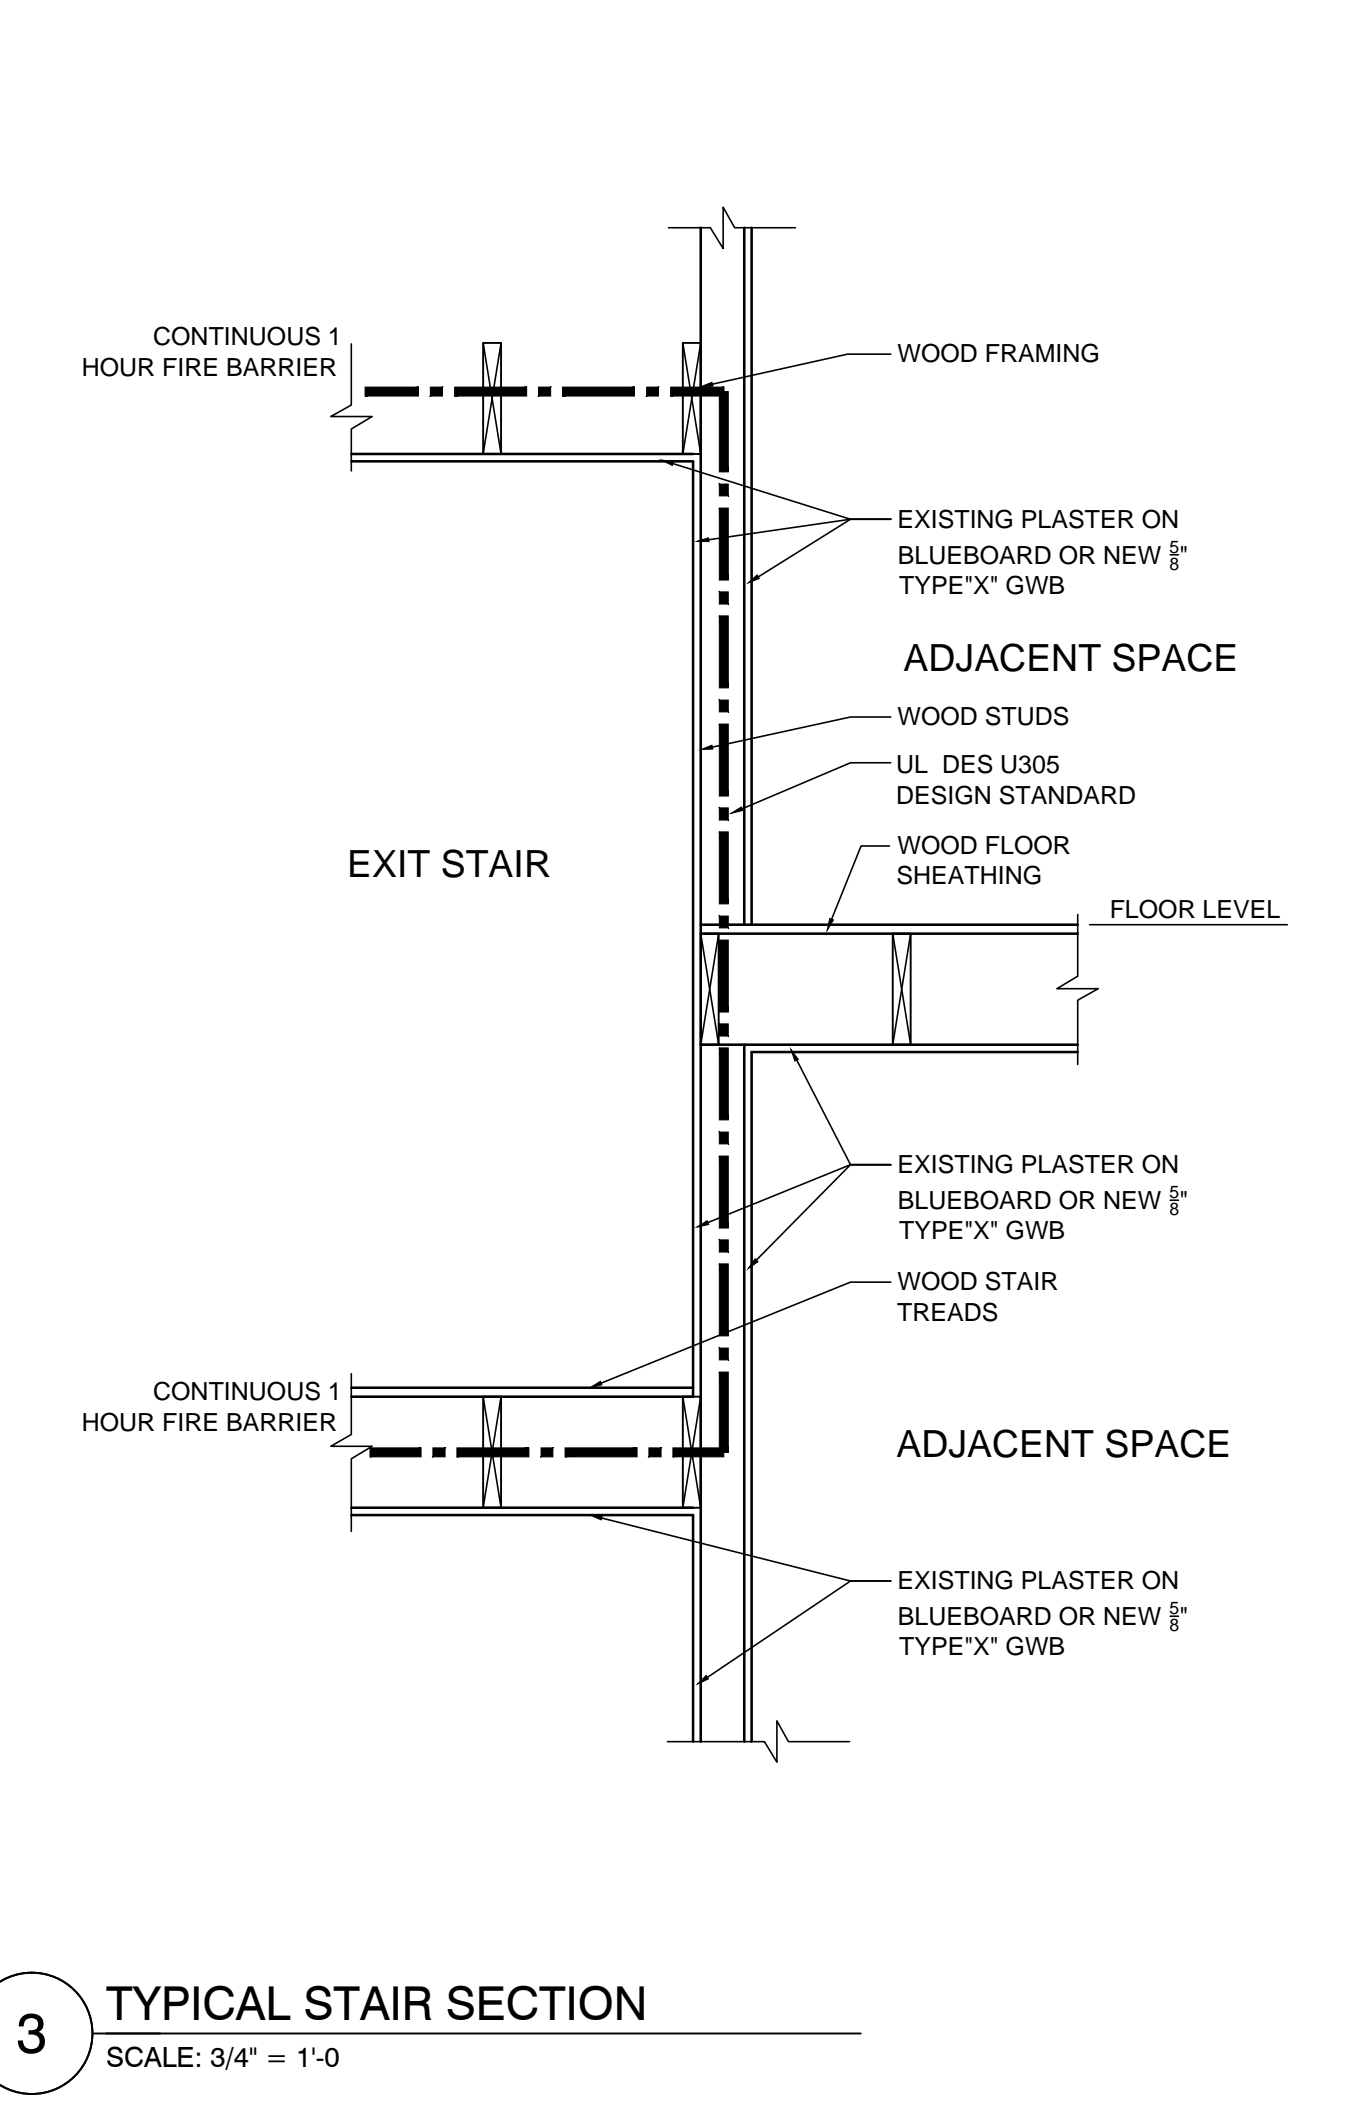 CONTINUOUS 1
HOUR FIRE BARRIER
WOOD FRAMING
EXISTING PLASTER ON
BLUEBOARD OR NEW 5/8"
TYPE"X" GWB
ADJACENT SPACE
WOOD STUDS
UL DES U305
DESIGN STANDARD
EXIT STAIR
WOOD FLOOR
SHEATHING
FLOOR LEVEL
EXISTING PLASTER ON
BLUEBOARD OR NEW 5/8"
TYPE"X" GWB
WOOD STAIR
TREADS
CONTINUOUS 1
HOUR FIRE BARRIER
ADJACENT SPACE
EXISTING PLASTER ON
BLUEBOARD OR NEW 5/8"
TYPE"X" GWB
3
TYPICAL STAIR SECTION
SCALE: 3/4" = 1'-0